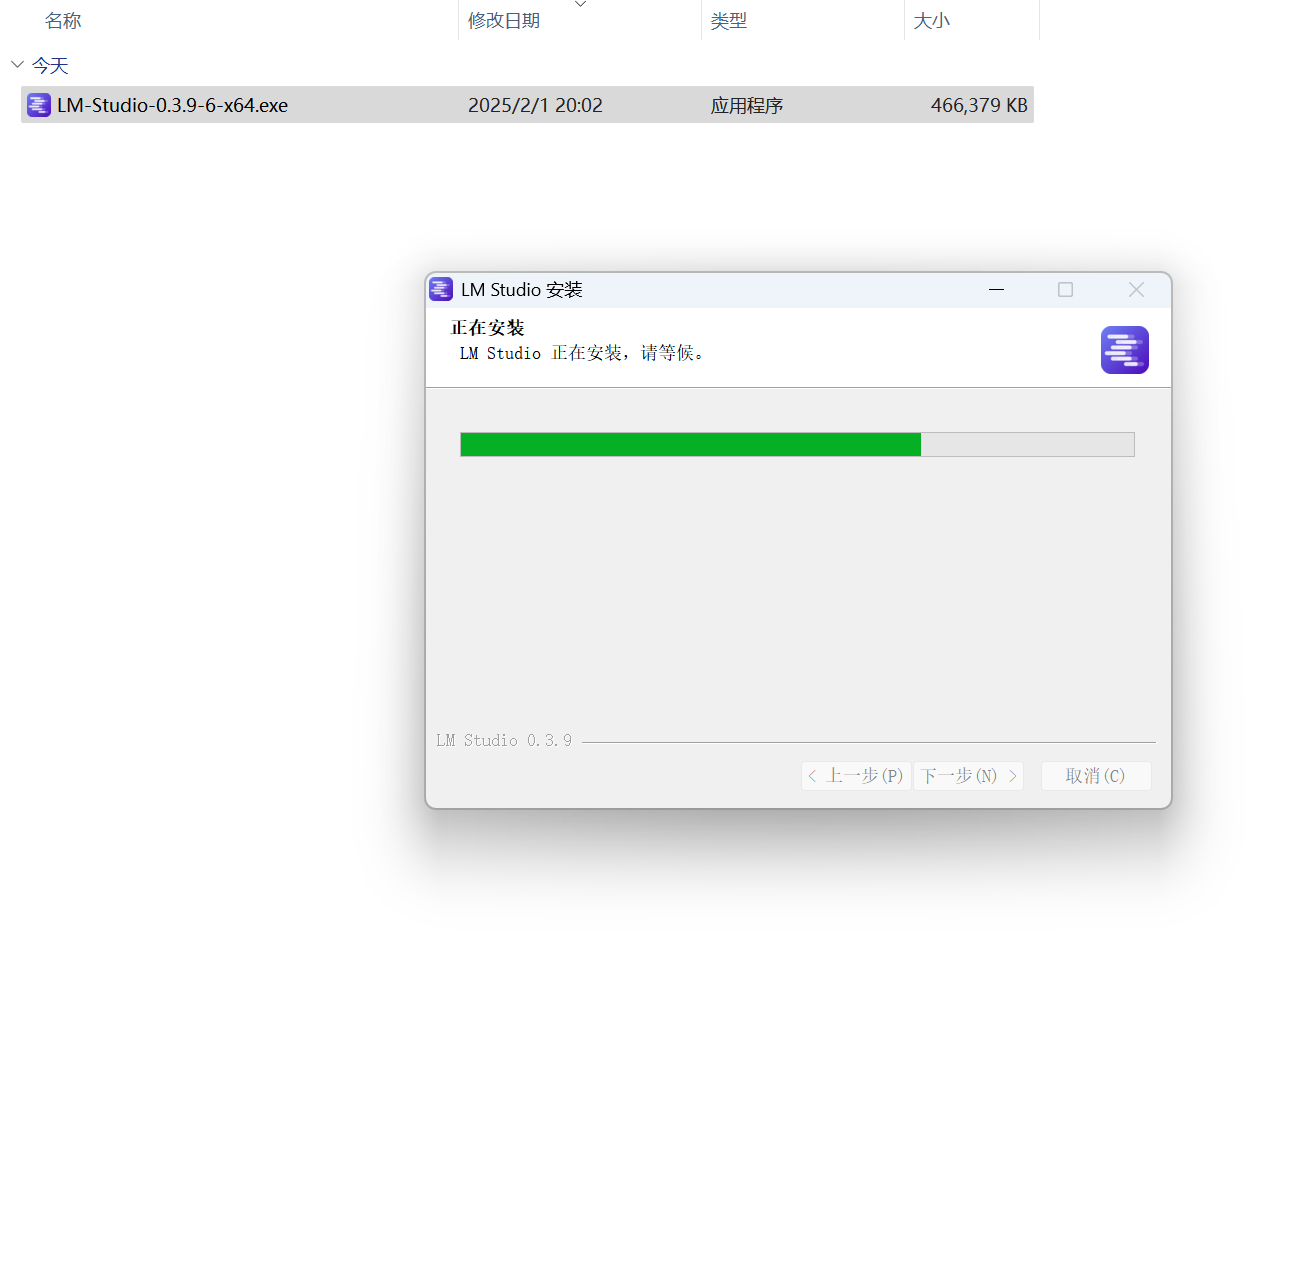 名称 修改日期 类型 大小
今天
LM-Studio-0.3.9-6-x64.exe 2025/2/1 20:02 应用程序 466,379 KB
LM Studio 安装
正在安装
LM Studio 正在安装，请等候。
LM Studio 0.3.9
< 上一步(P) 下一步(N) > 取消(C)